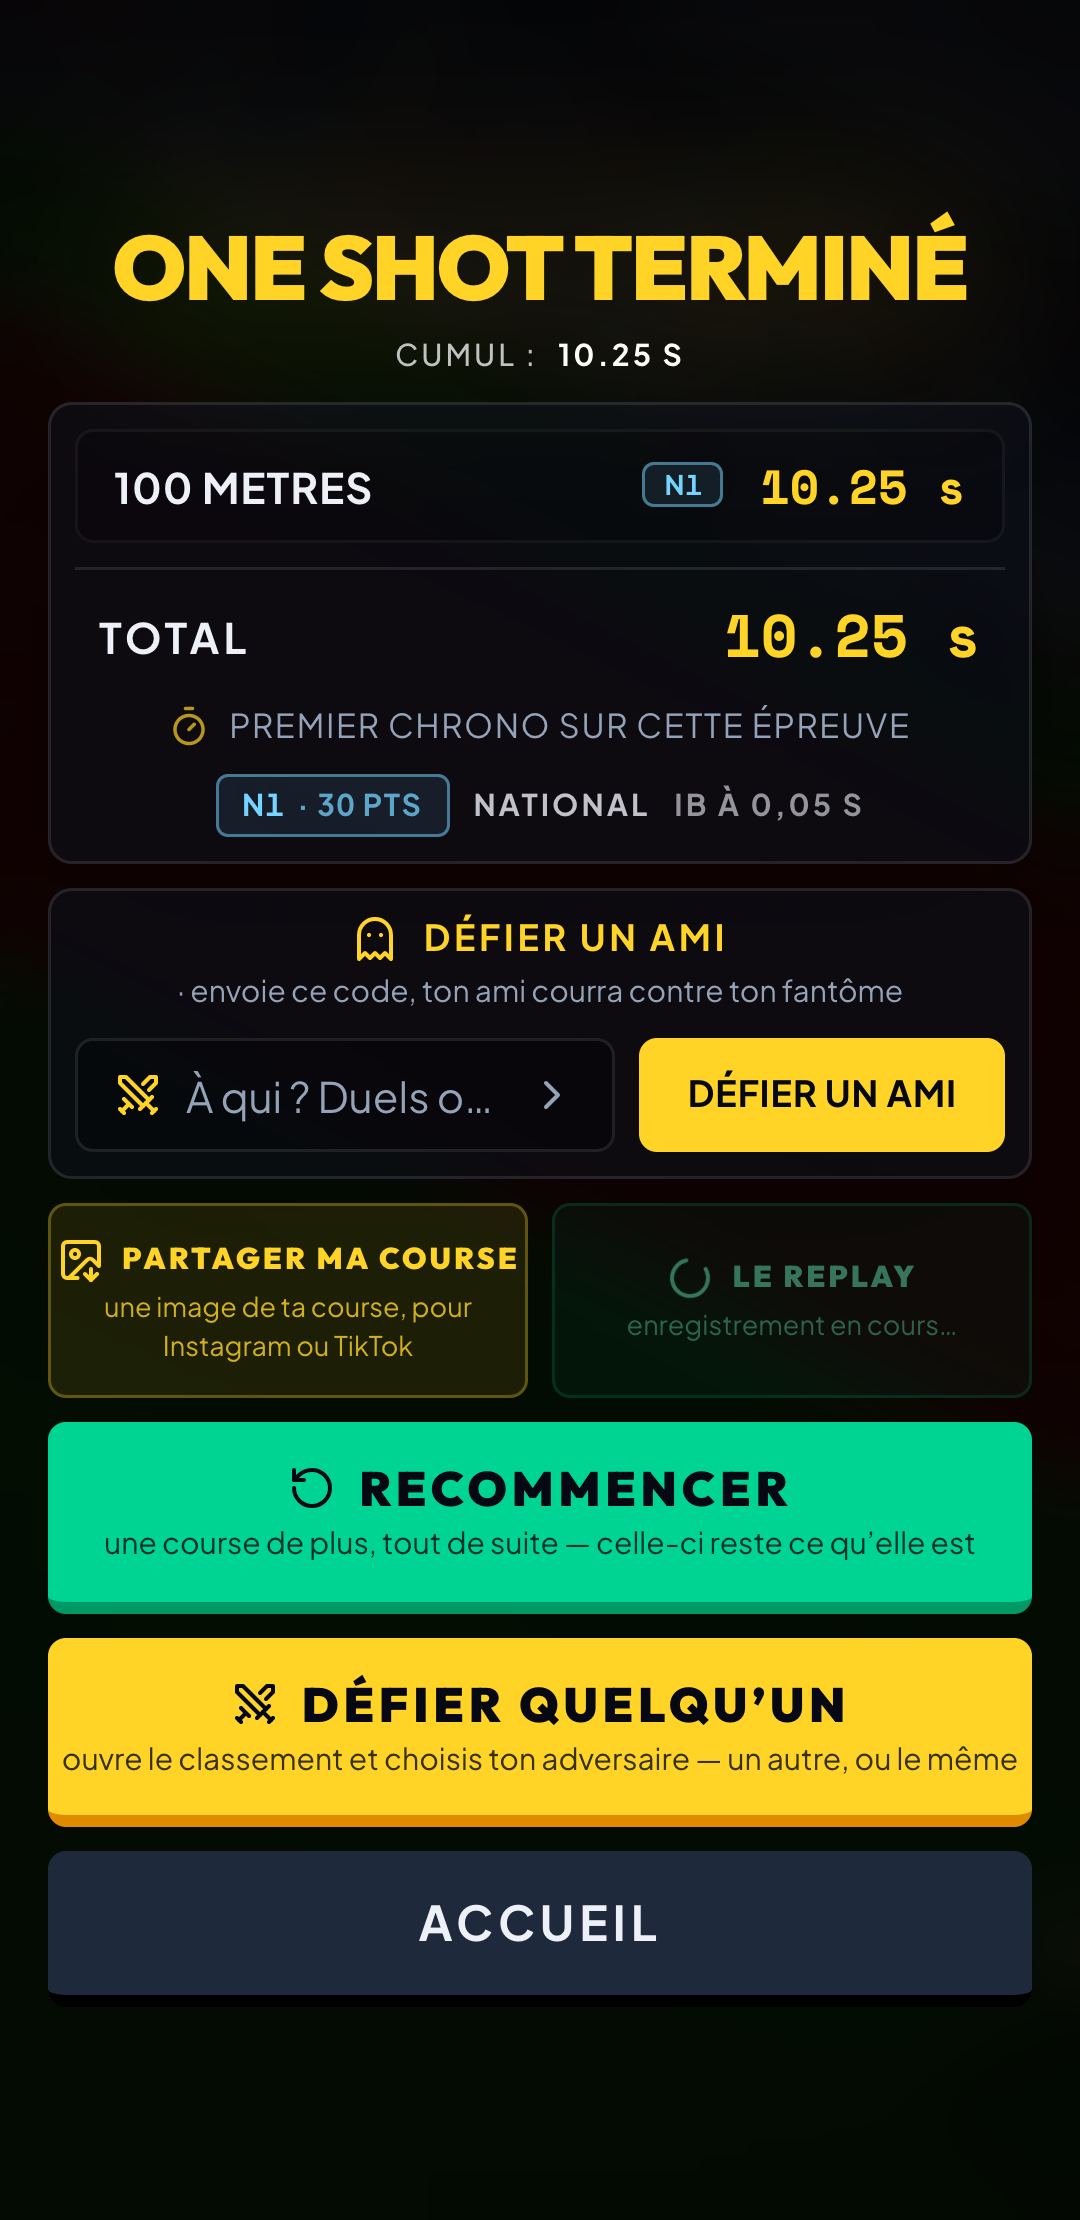 ONE SHOT TERMINÉ
CUMUL : 10.25 S
100 METRES N1 10.25 s
TOTAL 10.25 s
PREMIER CHRONO SUR CETTE ÉPREUVE
N1 · 30 PTS NATIONAL IB À 0,05 S
DÉFIER UN AMI
· envoie ce code, ton ami courra contre ton fantôme
À qui ? Duels o...
DÉFIER UN AMI
PARTAGER MA COURSE
une image de ta course, pour
Instagram ou TikTok
LE REPLAY
enregistrement en cours...
RECOMMENCER
une course de plus, tout de suite — celle-ci reste ce qu’elle est
DÉFIER QUELQU’UN
ouvre le classement et choisis ton adversaire — un autre, ou le même
ACCUEIL